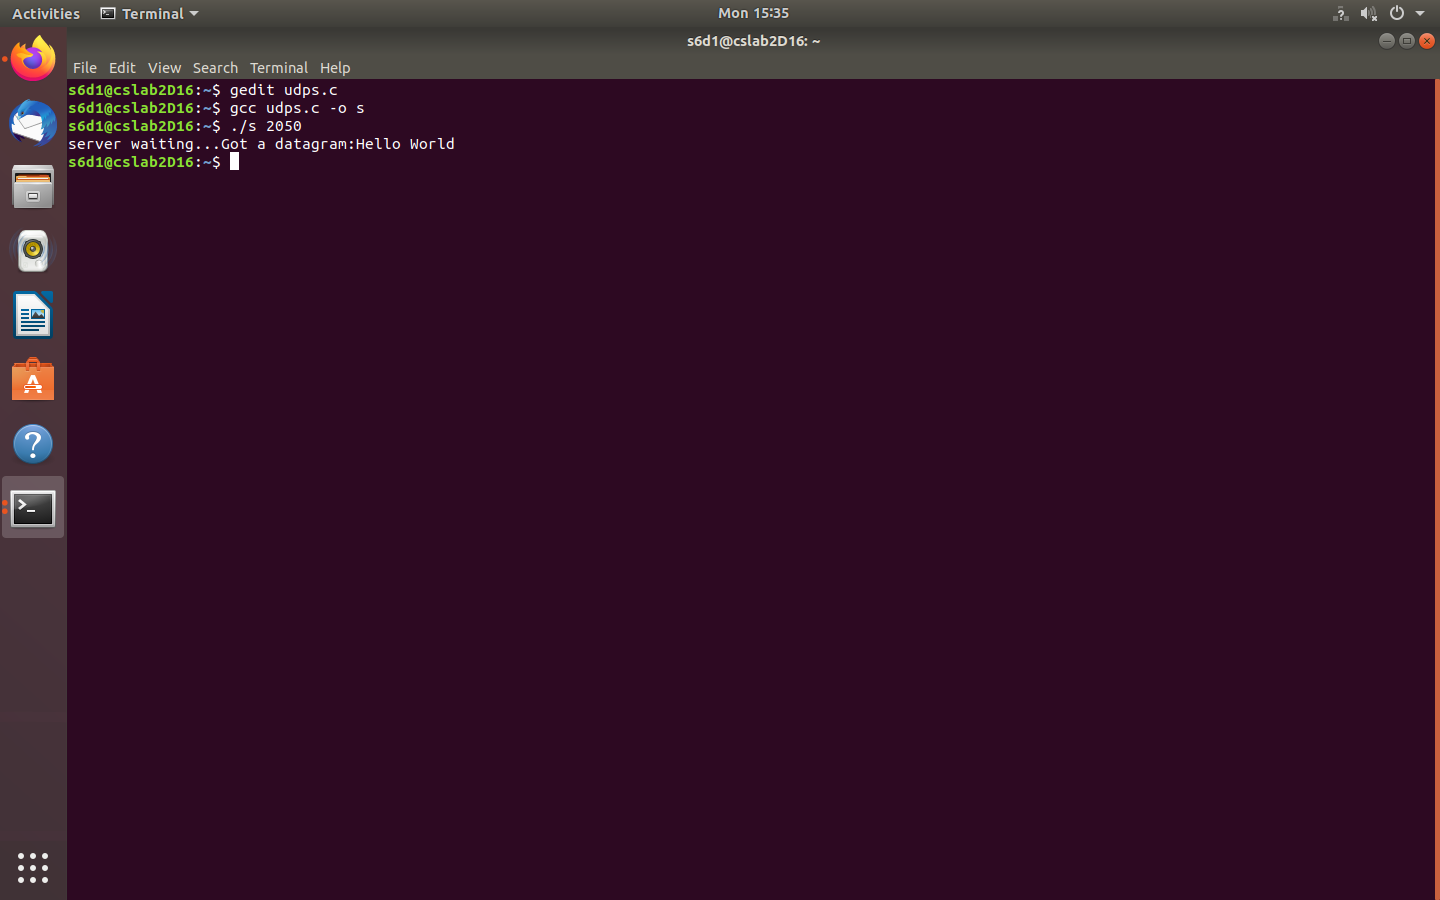 Activities Terminal Mon 15:35
s6d1@cslab2D16: ~
File Edit View Search Terminal Help
s6d1@cslab2D16:~$ gedit udps.c
s6d1@cslab2D16:~$ gcc udps.c -o s
s6d1@cslab2D16:~$ ./s 2050
server waiting...Got a datagram:Hello World
s6d1@cslab2D16:~$